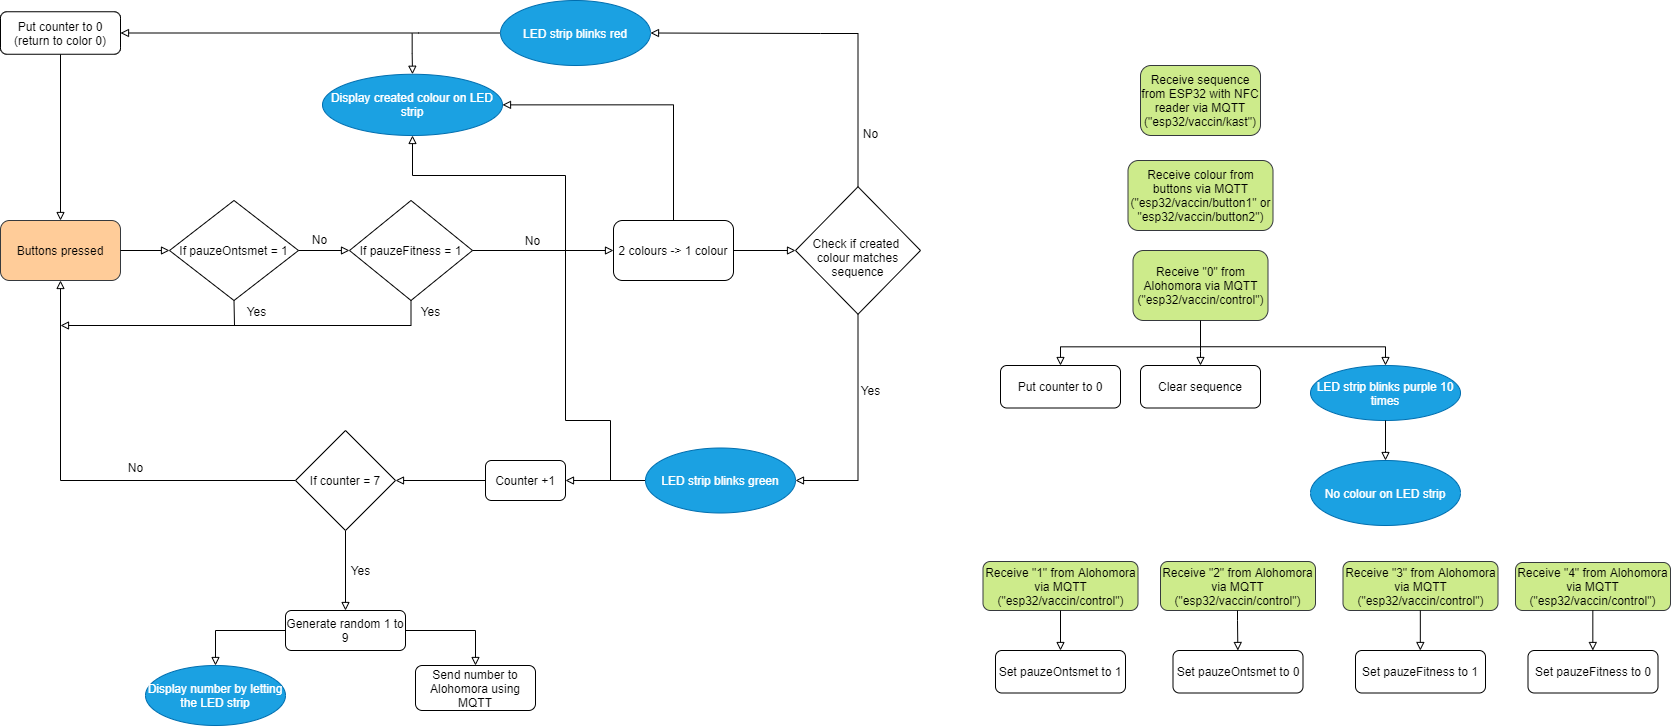 Put counter to 0
(return to color 0)
LED strip blinks red
Display created colour on LED
strip
No
Buttons pressed
If pauzeOntsmet = 1
No
If pauzeFitness = 1
No
2 colours -> 1 colour
Check if created
colour matches
sequence
Yes
Yes
Yes
No
If counter = 7
Counter +1
LED strip blinks green
Yes
Generate random 1 to
9
Display number by letting
the LED strip
Send number to
Alohomora using
MQTT
Receive sequence
from ESP32 with NFC
reader via MQTT
("esp32/vaccin/kast")
Receive colour from
buttons via MQTT
("esp32/vaccin/button1" or
"esp32/vaccin/button2")
Receive "0" from
Alohomora via MQTT
("esp32/vaccin/control")
Put counter to 0
Clear sequence
LED strip blinks purple 10
times
No colour on LED strip
Receive "1" from Alohomora
via MQTT
("esp32/vaccin/control")
Set pauzeOntsmet to 1
Receive "2" from Alohomora
via MQTT
("esp32/vaccin/control")
Set pauzeOntsmet to 0
Receive "3" from Alohomora
via MQTT
("esp32/vaccin/control")
Set pauzeFitness to 1
Receive "4" from Alohomora
via MQTT
("esp32/vaccin/control")
Set pauzeFitness to 0